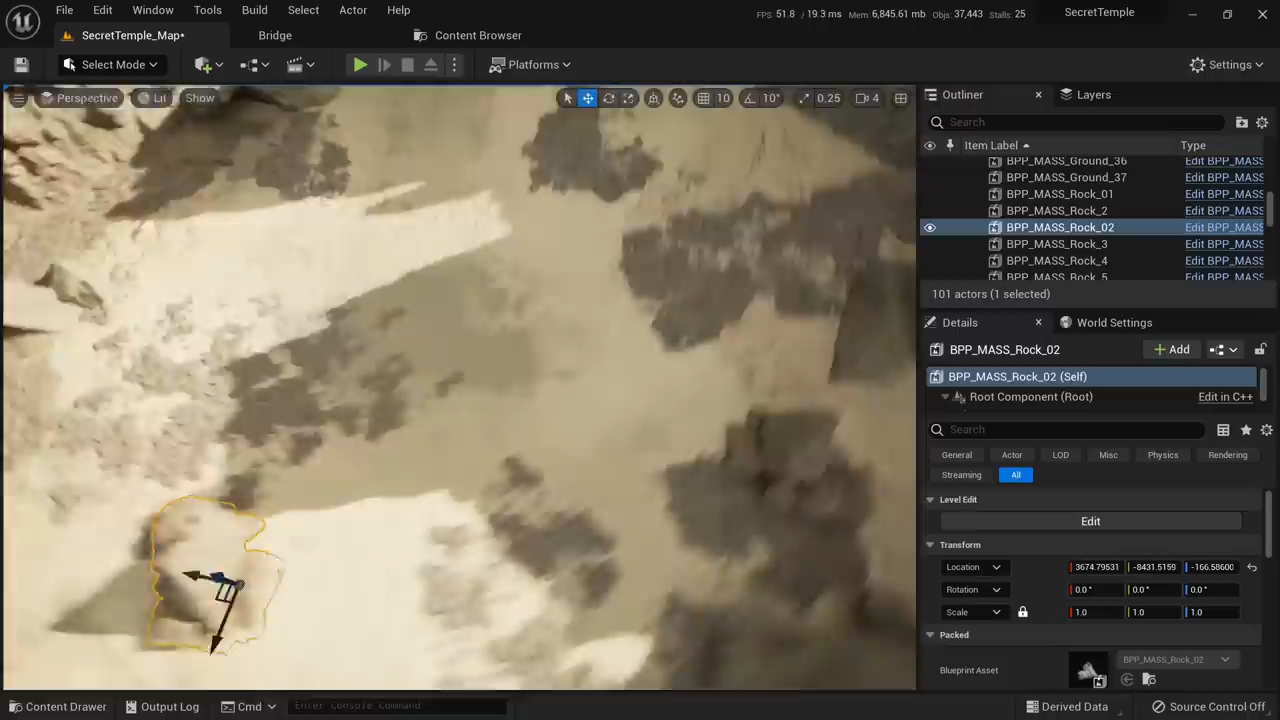 File Edit Window Tools Build Select Actor Help
FPS 51.8 / 19.3 ms Mem: 6,845.61 mb Objs: 37,443 Stalls: 25 SecretTemple
SecretTemple_Map* Bridge Content Browser
Select Mode Platforms Settings
Perspective Lit Show 10 10° 0.25 4
Outliner Layers
Search
Item Label Type
BPP_MASS_Ground_36 Edit BPP_MASS
BPP_MASS_Ground_37 Edit BPP_MASS
BPP_MASS_Rock_01 Edit BPP_MASS
BPP_MASS_Rock_2 Edit BPP_MASS
BPP_MASS_Rock_02 Edit BPP_MASS
BPP_MASS_Rock_3 Edit BPP_MASS
BPP_MASS_Rock_4 Edit BPP_MASS
BPP_MASS_Rock_5 Edit BPP_MASS
101 actors (1 selected)
Details World Settings
BPP_MASS_Rock_02 Add
BPP_MASS_Rock_02 (Self)
Root Component (Root) Edit in C++
Search
General Actor LOD Misc Physics Rendering
Streaming All
Level Edit
Edit
Transform
Location 3674.79531 -8431.5159 -166.58600
Rotation 0.0° 0.0° 0.0°
Scale 1.0 1.0 1.0
Packed
Blueprint Asset BPP_MASS_Rock_02
Content Drawer Output Log Cmd Enter Console Command Derived Data Source Control Off